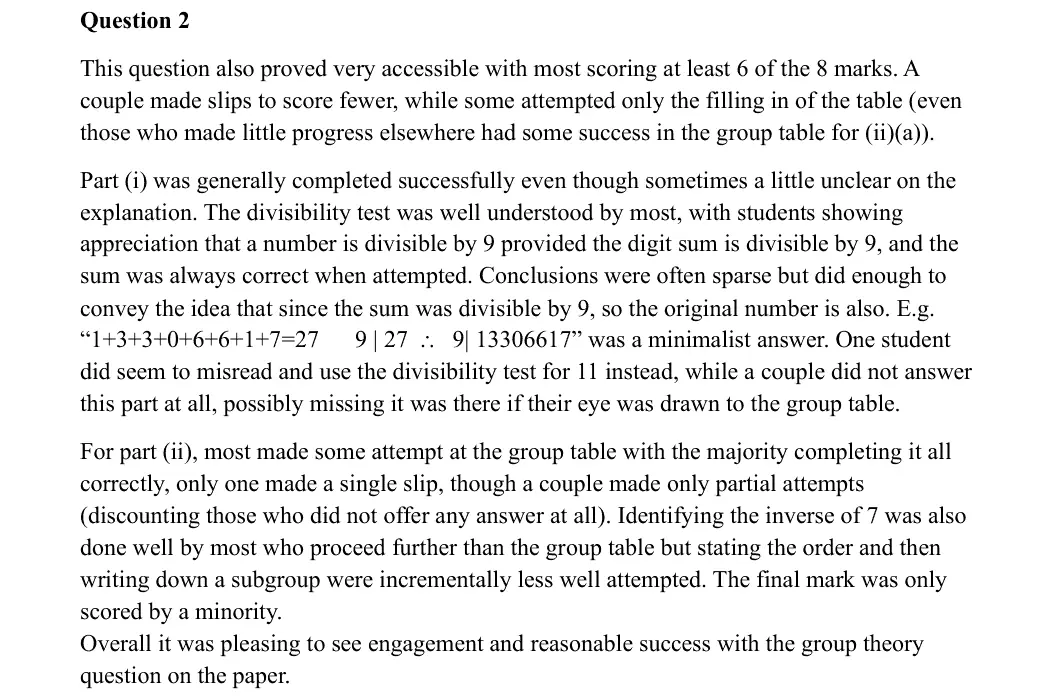 Question 2
This question also proved very accessible with most scoring at least 6 of the 8 marks. A
couple made slips to score fewer, while some attempted only the filling in of the table (even
those who made little progress elsewhere had some success in the group table for (ii)(a)).
Part (i) was generally completed successfully even though sometimes a little unclear on the
explanation. The divisibility test was well understood by most, with students showing
appreciation that a number is divisible by 9 provided the digit sum is divisible by 9, and the
sum was always correct when attempted. Conclusions were often sparse but did enough to
convey the idea that since the sum was divisible by 9, so the original number is also. E.g.
“1+3+3+0+6+6+1+7=27   9 | 27 ∴ 9| 13306617” was a minimalist answer. One student
did seem to misread and use the divisibility test for 11 instead, while a couple did not answer
this part at all, possibly missing it was there if their eye was drawn to the group table.
For part (ii), most made some attempt at the group table with the majority completing it all
correctly, only one made a single slip, though a couple made only partial attempts
(discounting those who did not offer any answer at all). Identifying the inverse of 7 was also
done well by most who proceed further than the group table but stating the order and then
writing down a subgroup were incrementally less well attempted. The final mark was only
scored by a minority.
Overall it was pleasing to see engagement and reasonable success with the group theory
question on the paper.